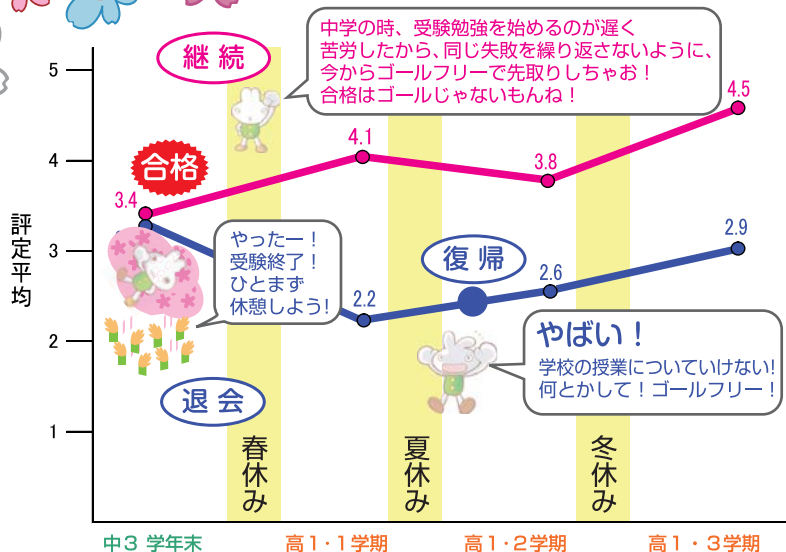 継続
中学の時、受験勉強を始めるのが遅く
苦労したから、同じ失敗を繰り返さないように、
今からゴールフリーで先取りしちゃお！
合格はゴールじゃないもんね！
5
4
3
2
1
評定平均
合格
3.4
4.1
3.8
4.5
やったー！
受験終了！
ひとまず
休憩しよう！
2.2
復帰
2.6
2.9
やばい！
学校の授業についていけない！
何とかして！ゴールフリー！
退会
春休み
夏休み
冬休み
中3 学年末
高1・1学期
高1・2学期
高1・3学期